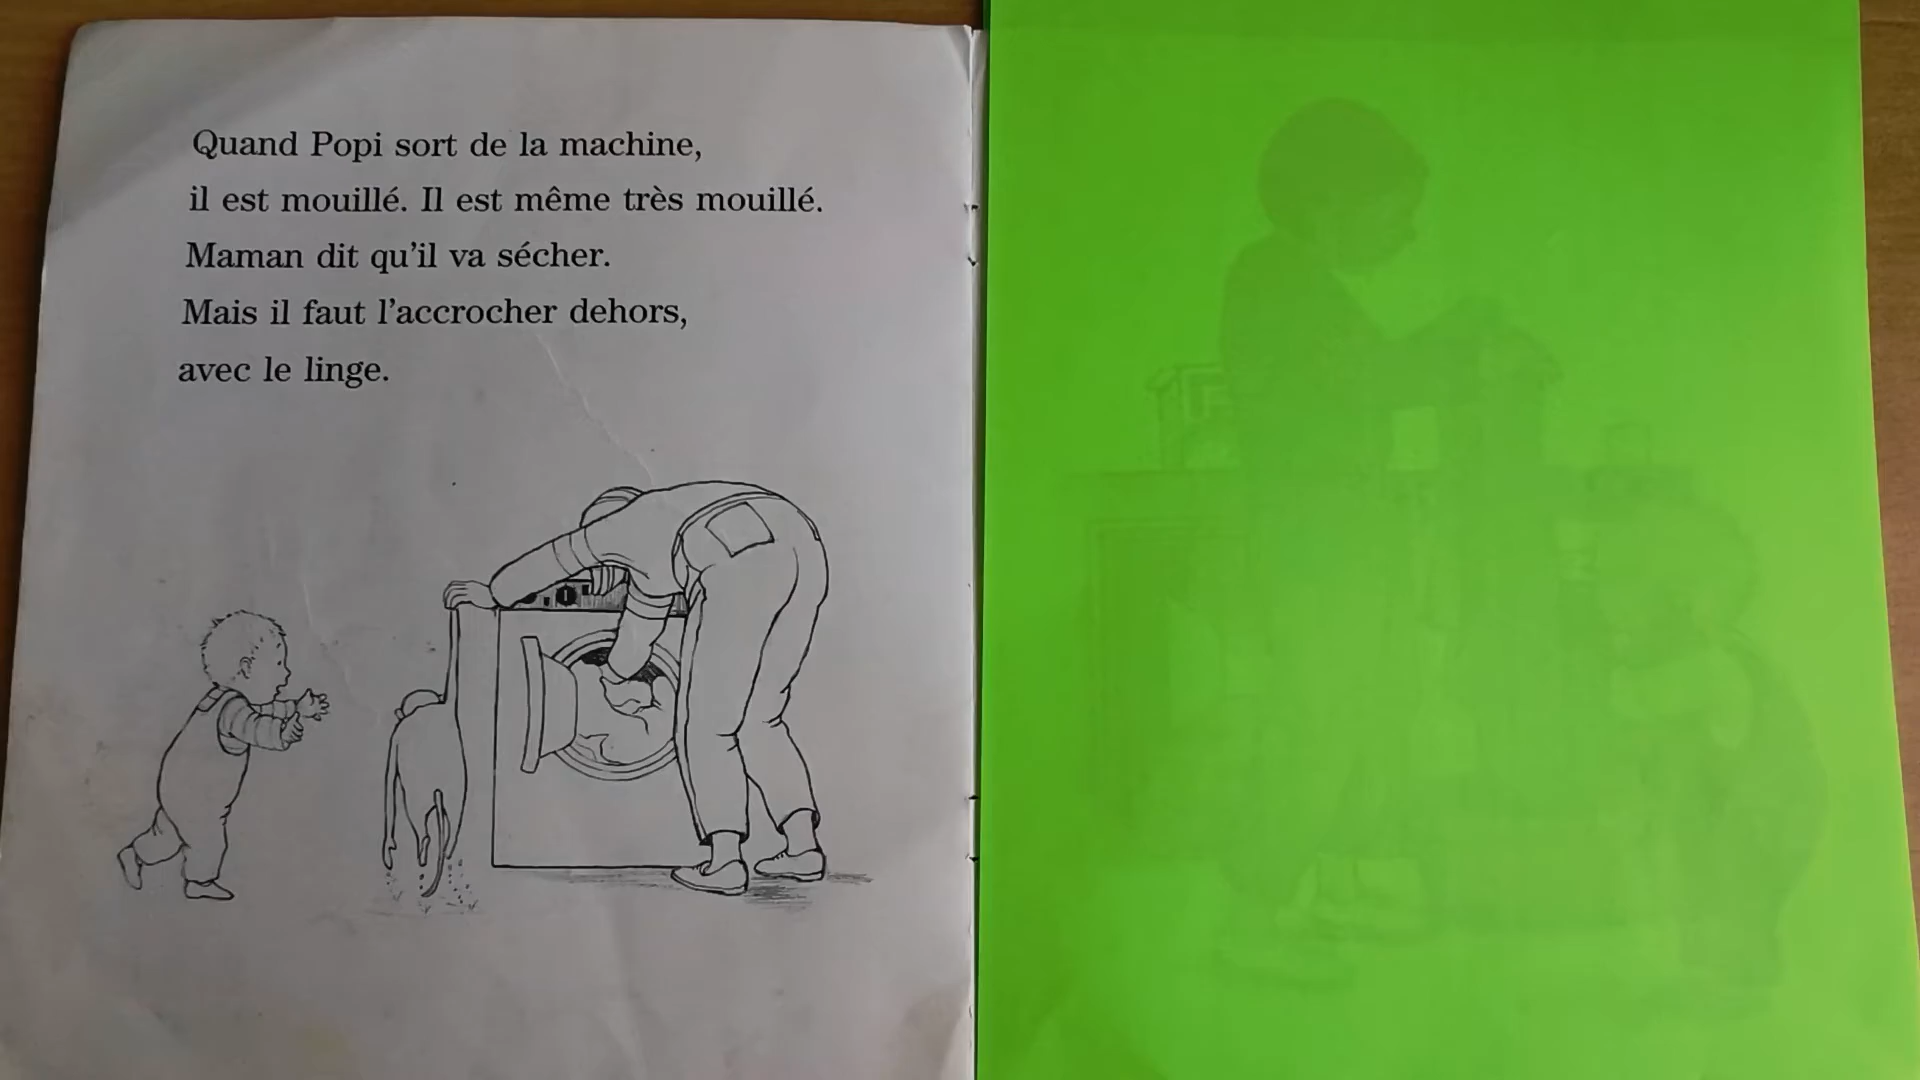 Quand Popi sort de la machine,
il est mouillé. Il est même très mouillé.
Maman dit qu'il va sécher.
Mais il faut l'accrocher dehors,
avec le linge.